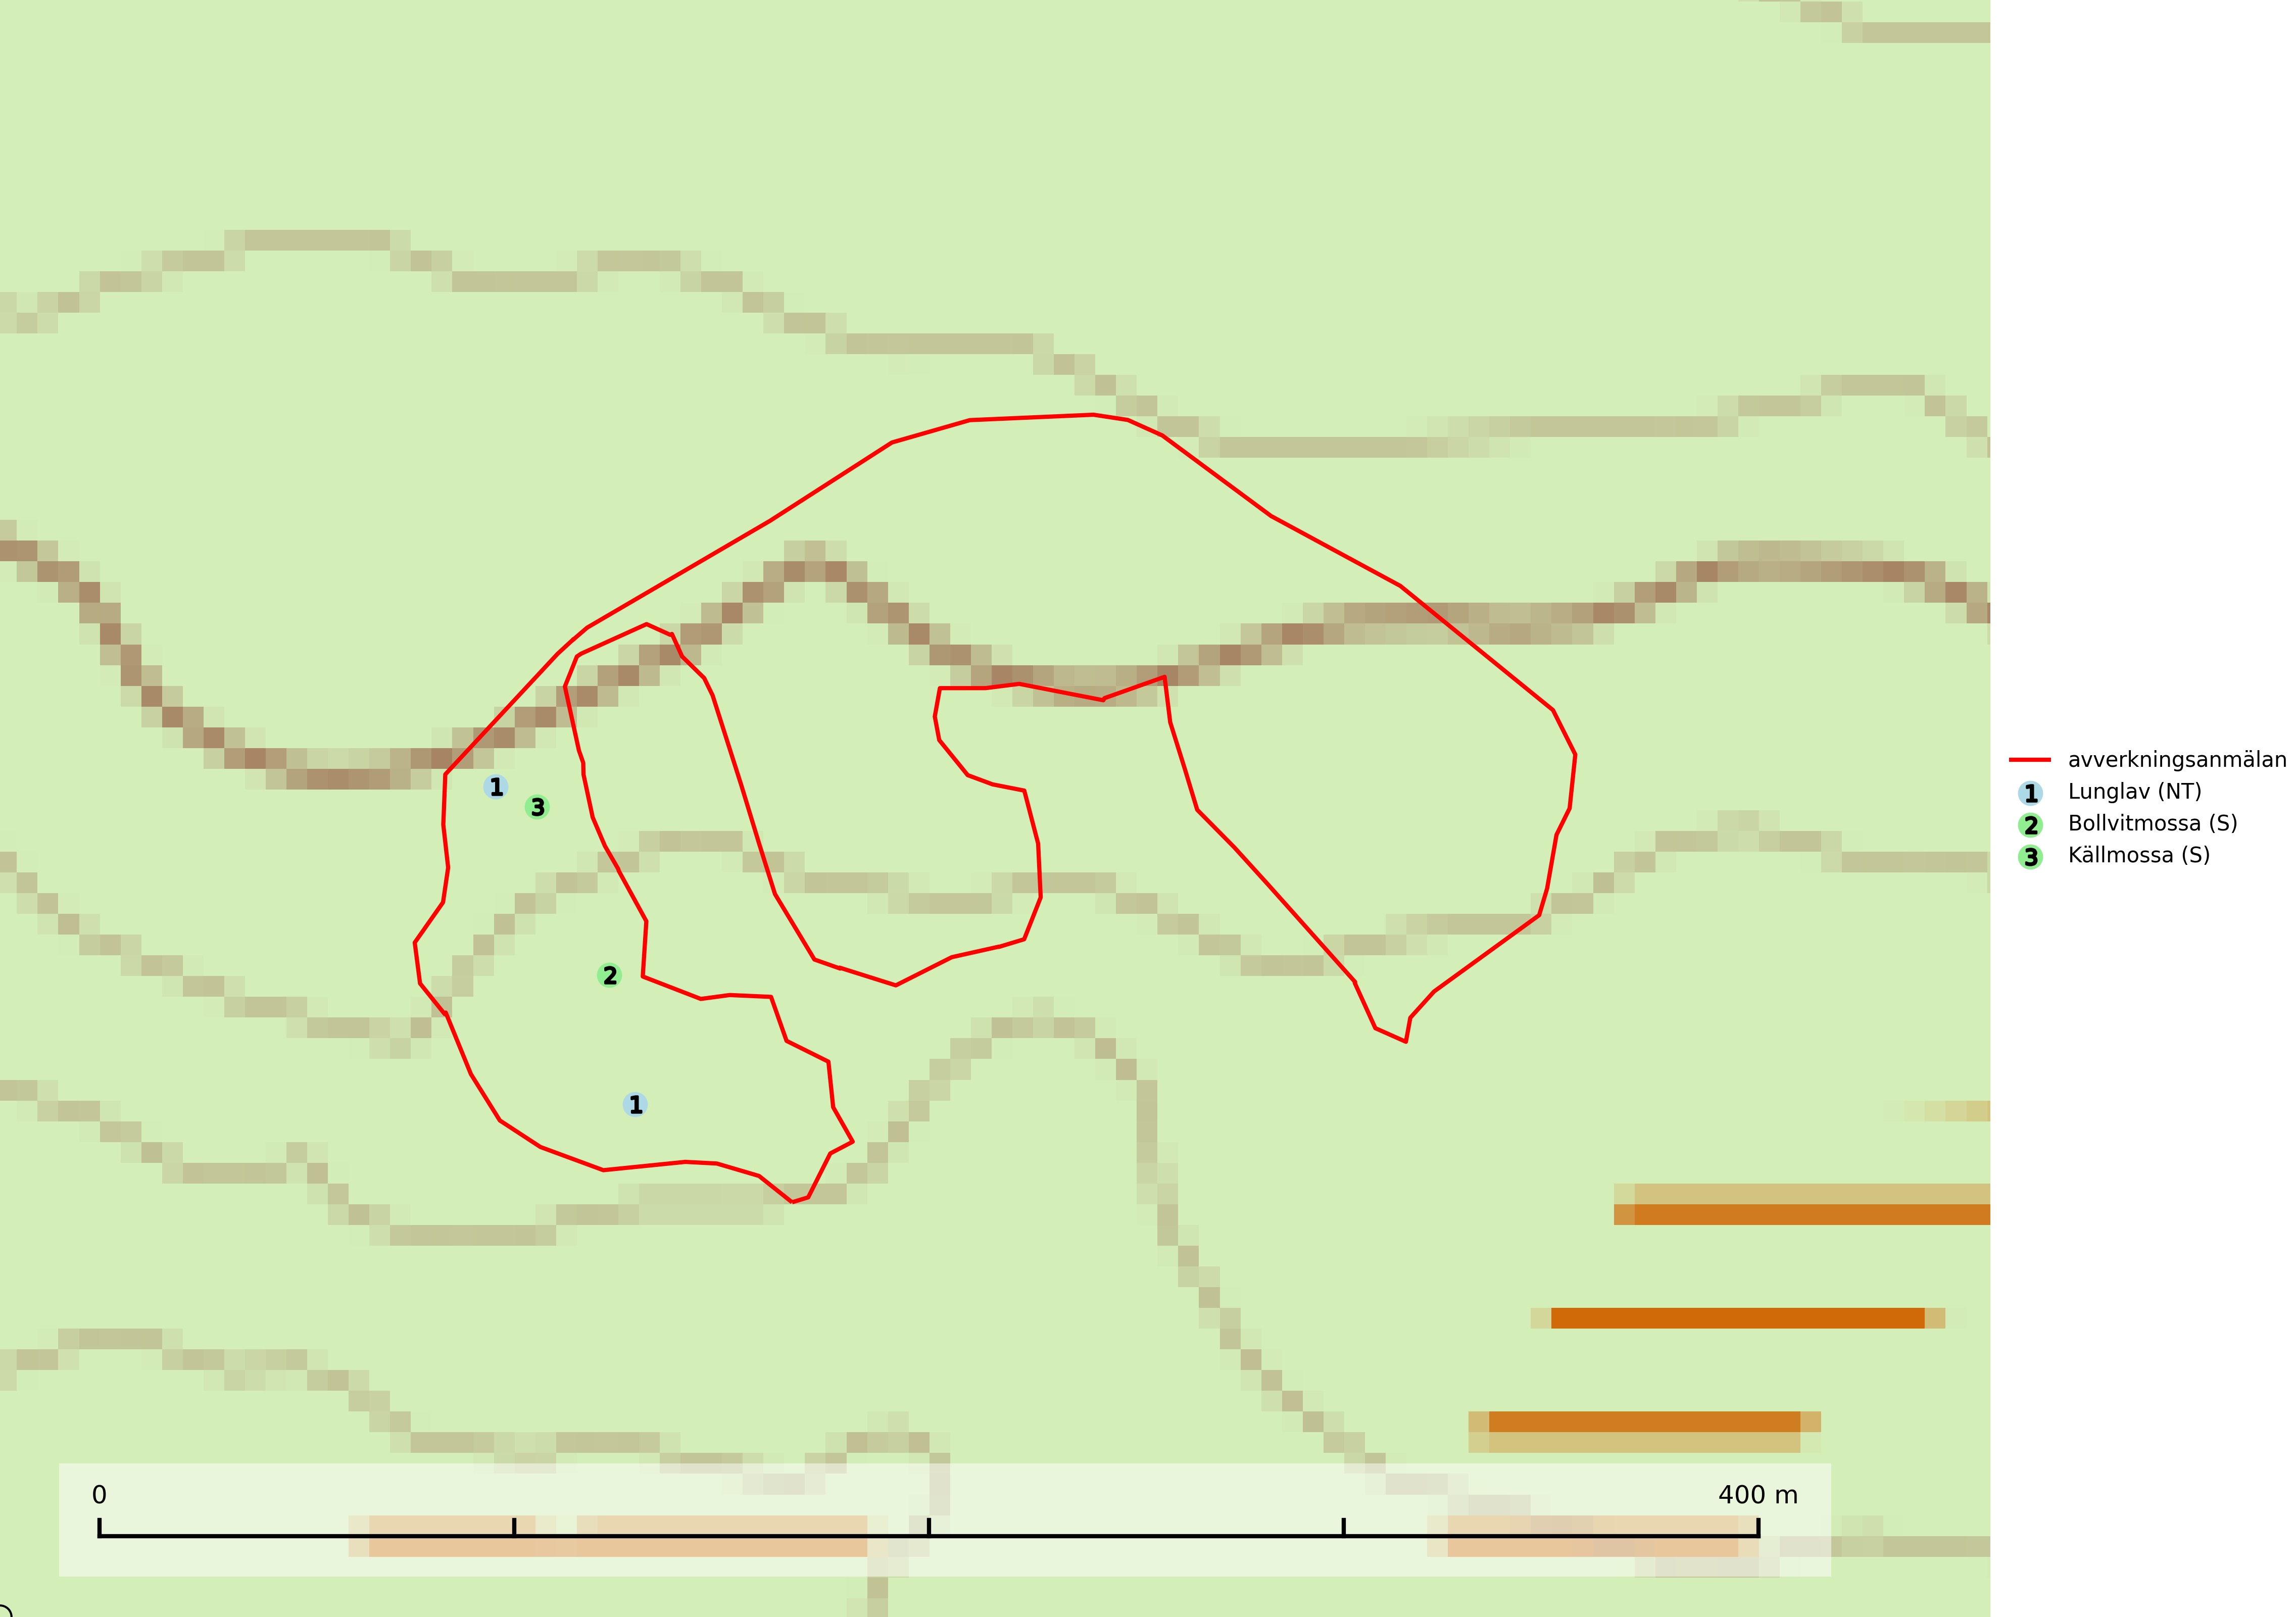 1
3
2
1
avverkningsanmälan
1 Lunglav (NT)
2 Bollvitmossa (S)
3 Källmossa (S)
0 400 m